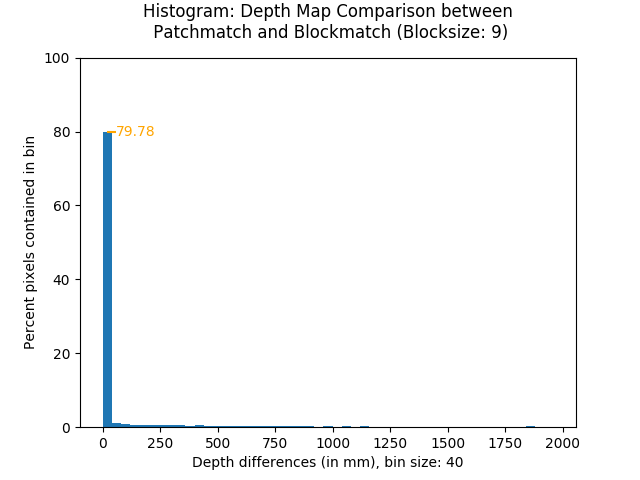 Histogram: Depth Map Comparison between
Patchmatch and Blockmatch (Blocksize: 9)
100
80
60
40
20
0
79.78
Percent pixels contained in bin
0 250 500 750 1000 1250 1500 1750 2000
Depth differences (in mm), bin size: 40